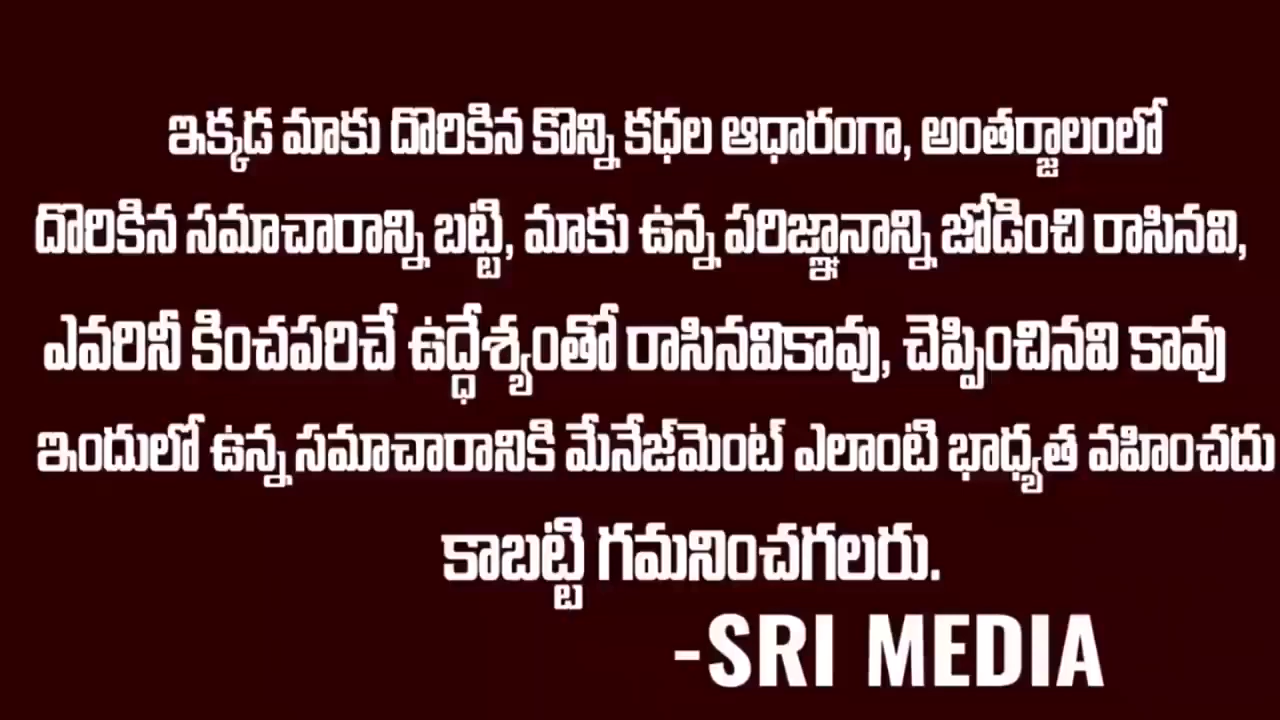 ఇక్కడ మాకు దొరికిన కొన్ని కధల ఆధారంగా, అంతర్జాలంలో
దొరికిన సమాచారాన్ని బట్టి, మాకు ఉన్న పరిజ్ఞానాన్ని జోడించి రాసినవి,
ఎవరినీ కించపరిచే ఉద్ధేశ్యంతో రాసినవికావు, చెప్పించినవి కావు
ఇందులో ఉన్న సమాచారానికి మేనేజ్‌మెంట్ ఎలాంటి భాధ్యత వహించదు
కాబట్టి గమనించగలరు.
-SRI MEDIA